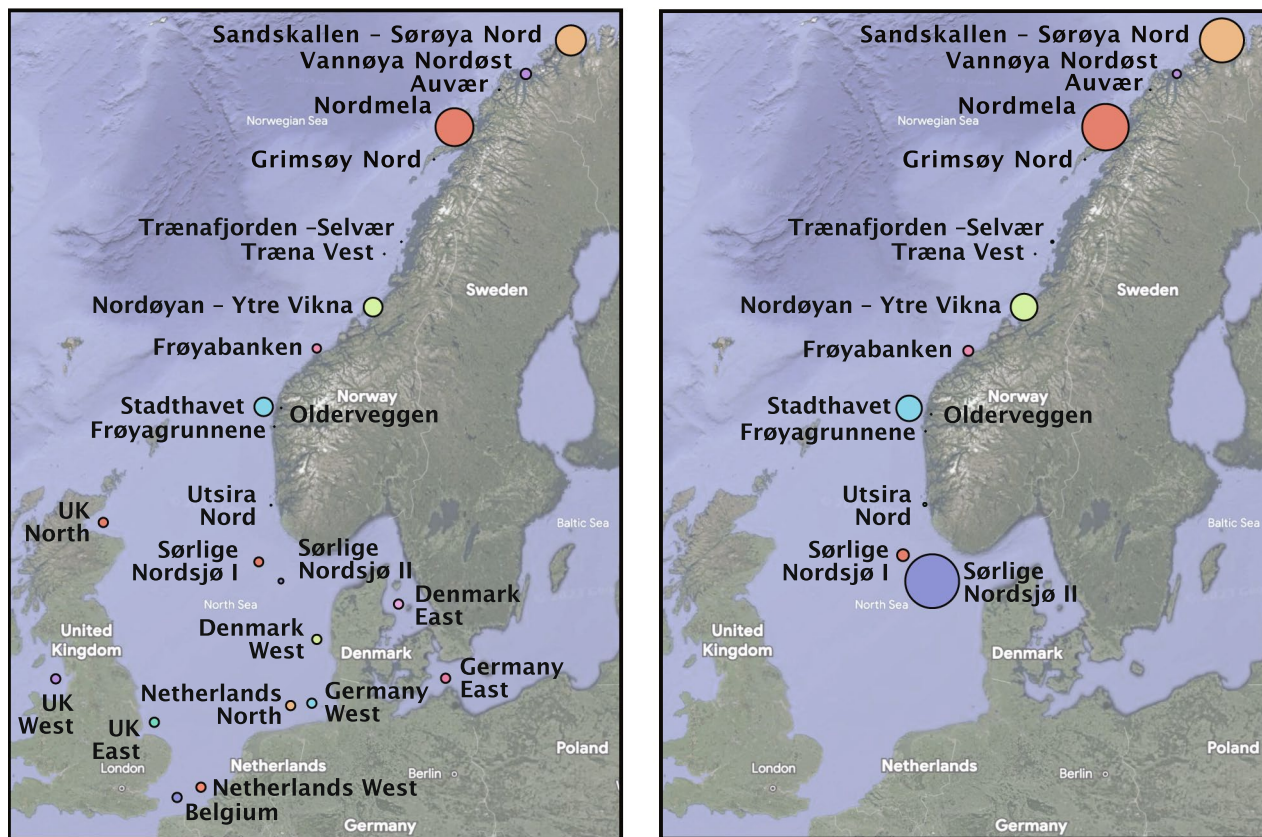 Sandskallen – Sørøya Nord
Vannøya Nordøst
Auvær
Nordmela
Norwegian Sea
Grimsøy Nord
Trænafjorden –Selvær
Træna Vest
Sweden
Nordøyan – Ytre Vikna
Frøyabanken
Norway
Stadthavet
Olderveggen
Frøyagrunnene
Utsira
Nord
UK
North
Baltic Sea
Sørlige
Nordsjø I
Sørlige
Nordsjø II
North Sea
Denmark
East
United
Kingdom
Denmark
West
Denmark
Germany
East
UK
West
Netherlands
North
Germany
West
UK
East
Poland
London
Netherlands
Berlin
Netherlands West
Belgium
Germany
Sandskallen – Sørøya Nord
Vannøya Nordøst
Auvær
Nordmela
Norwegian Sea
Grimsøy Nord
Trænafjorden –Selvær
Træna Vest
Sweden
Nordøyan – Ytre Vikna
Frøyabanken
Norway
Stadthavet
Olderveggen
Frøyagrunnene
Utsira
Nord
Baltic Sea
Sørlige
Nordsjø I
Sørlige
Nordsjø II
North Sea
United
Kingdom
Denmark
Poland
London
Netherlands
Berlin
Germany